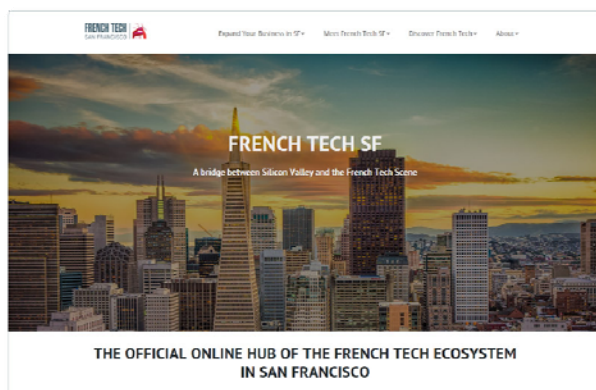 FRENCH TECH
SAN FRANCISCO
Expand Your Business in SF
Meet French Tech SF
Discover French Tech
About
FRENCH TECH SF
A bridge between Silicon Valley and the French Tech Scene
THE OFFICIAL ONLINE HUB OF THE FRENCH TECH ECOSYSTEM
IN SAN FRANCISCO